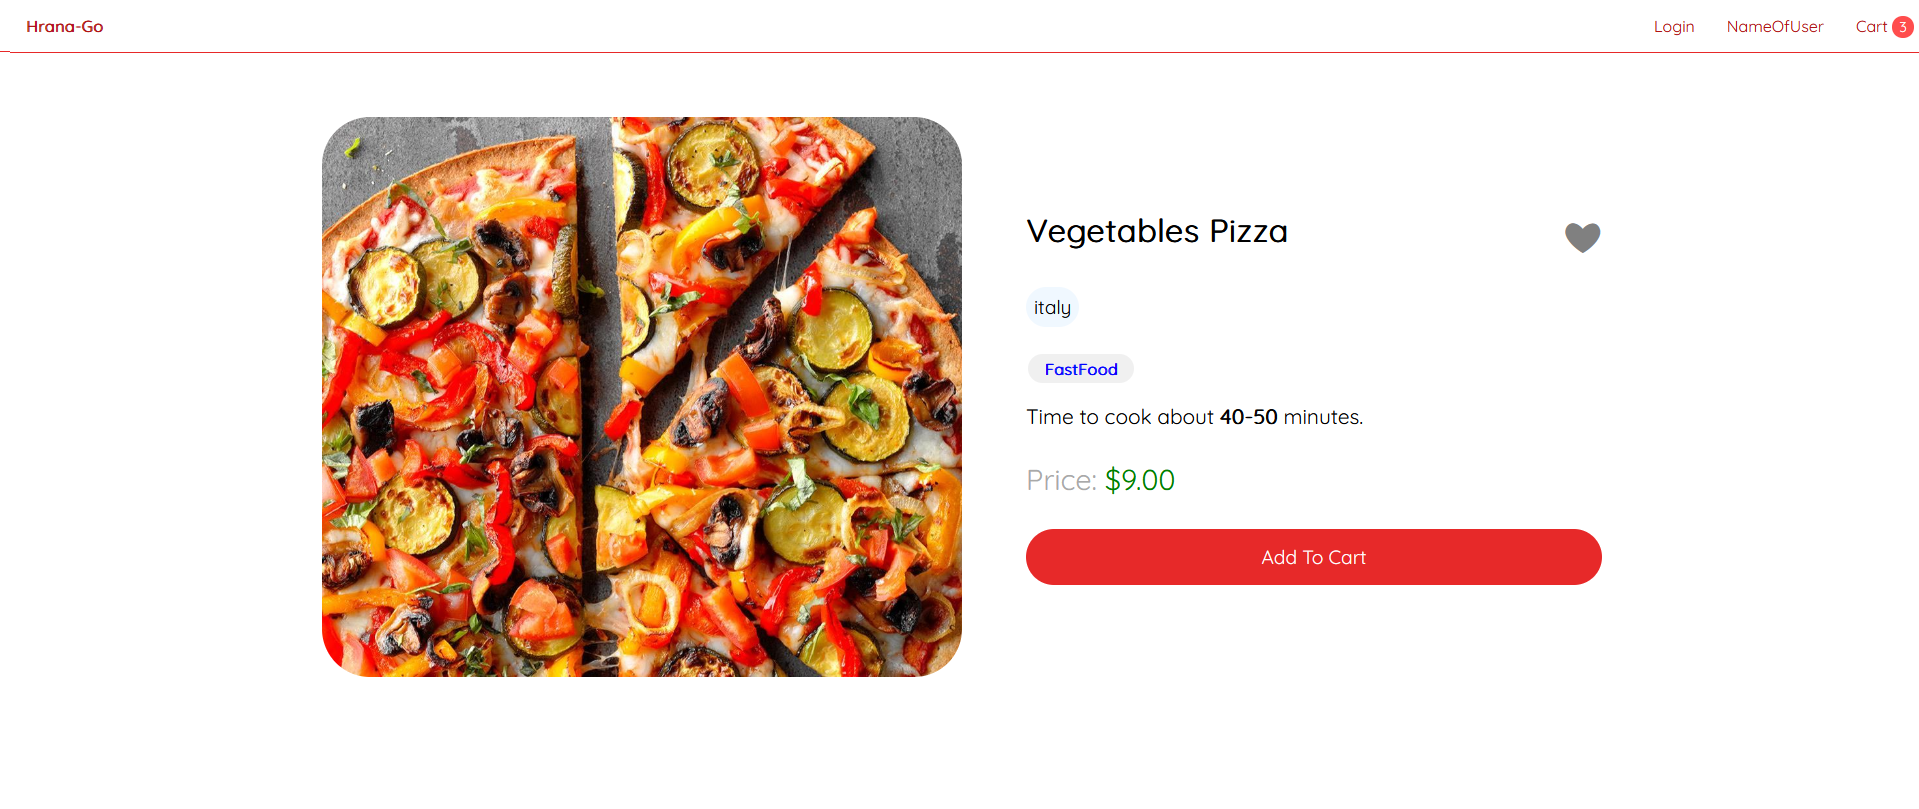 Hrana-Go
Login NameOfUser Cart 3
Vegetables Pizza
italy
FastFood
Time to cook about 40-50 minutes.
Price: $9.00
Add To Cart